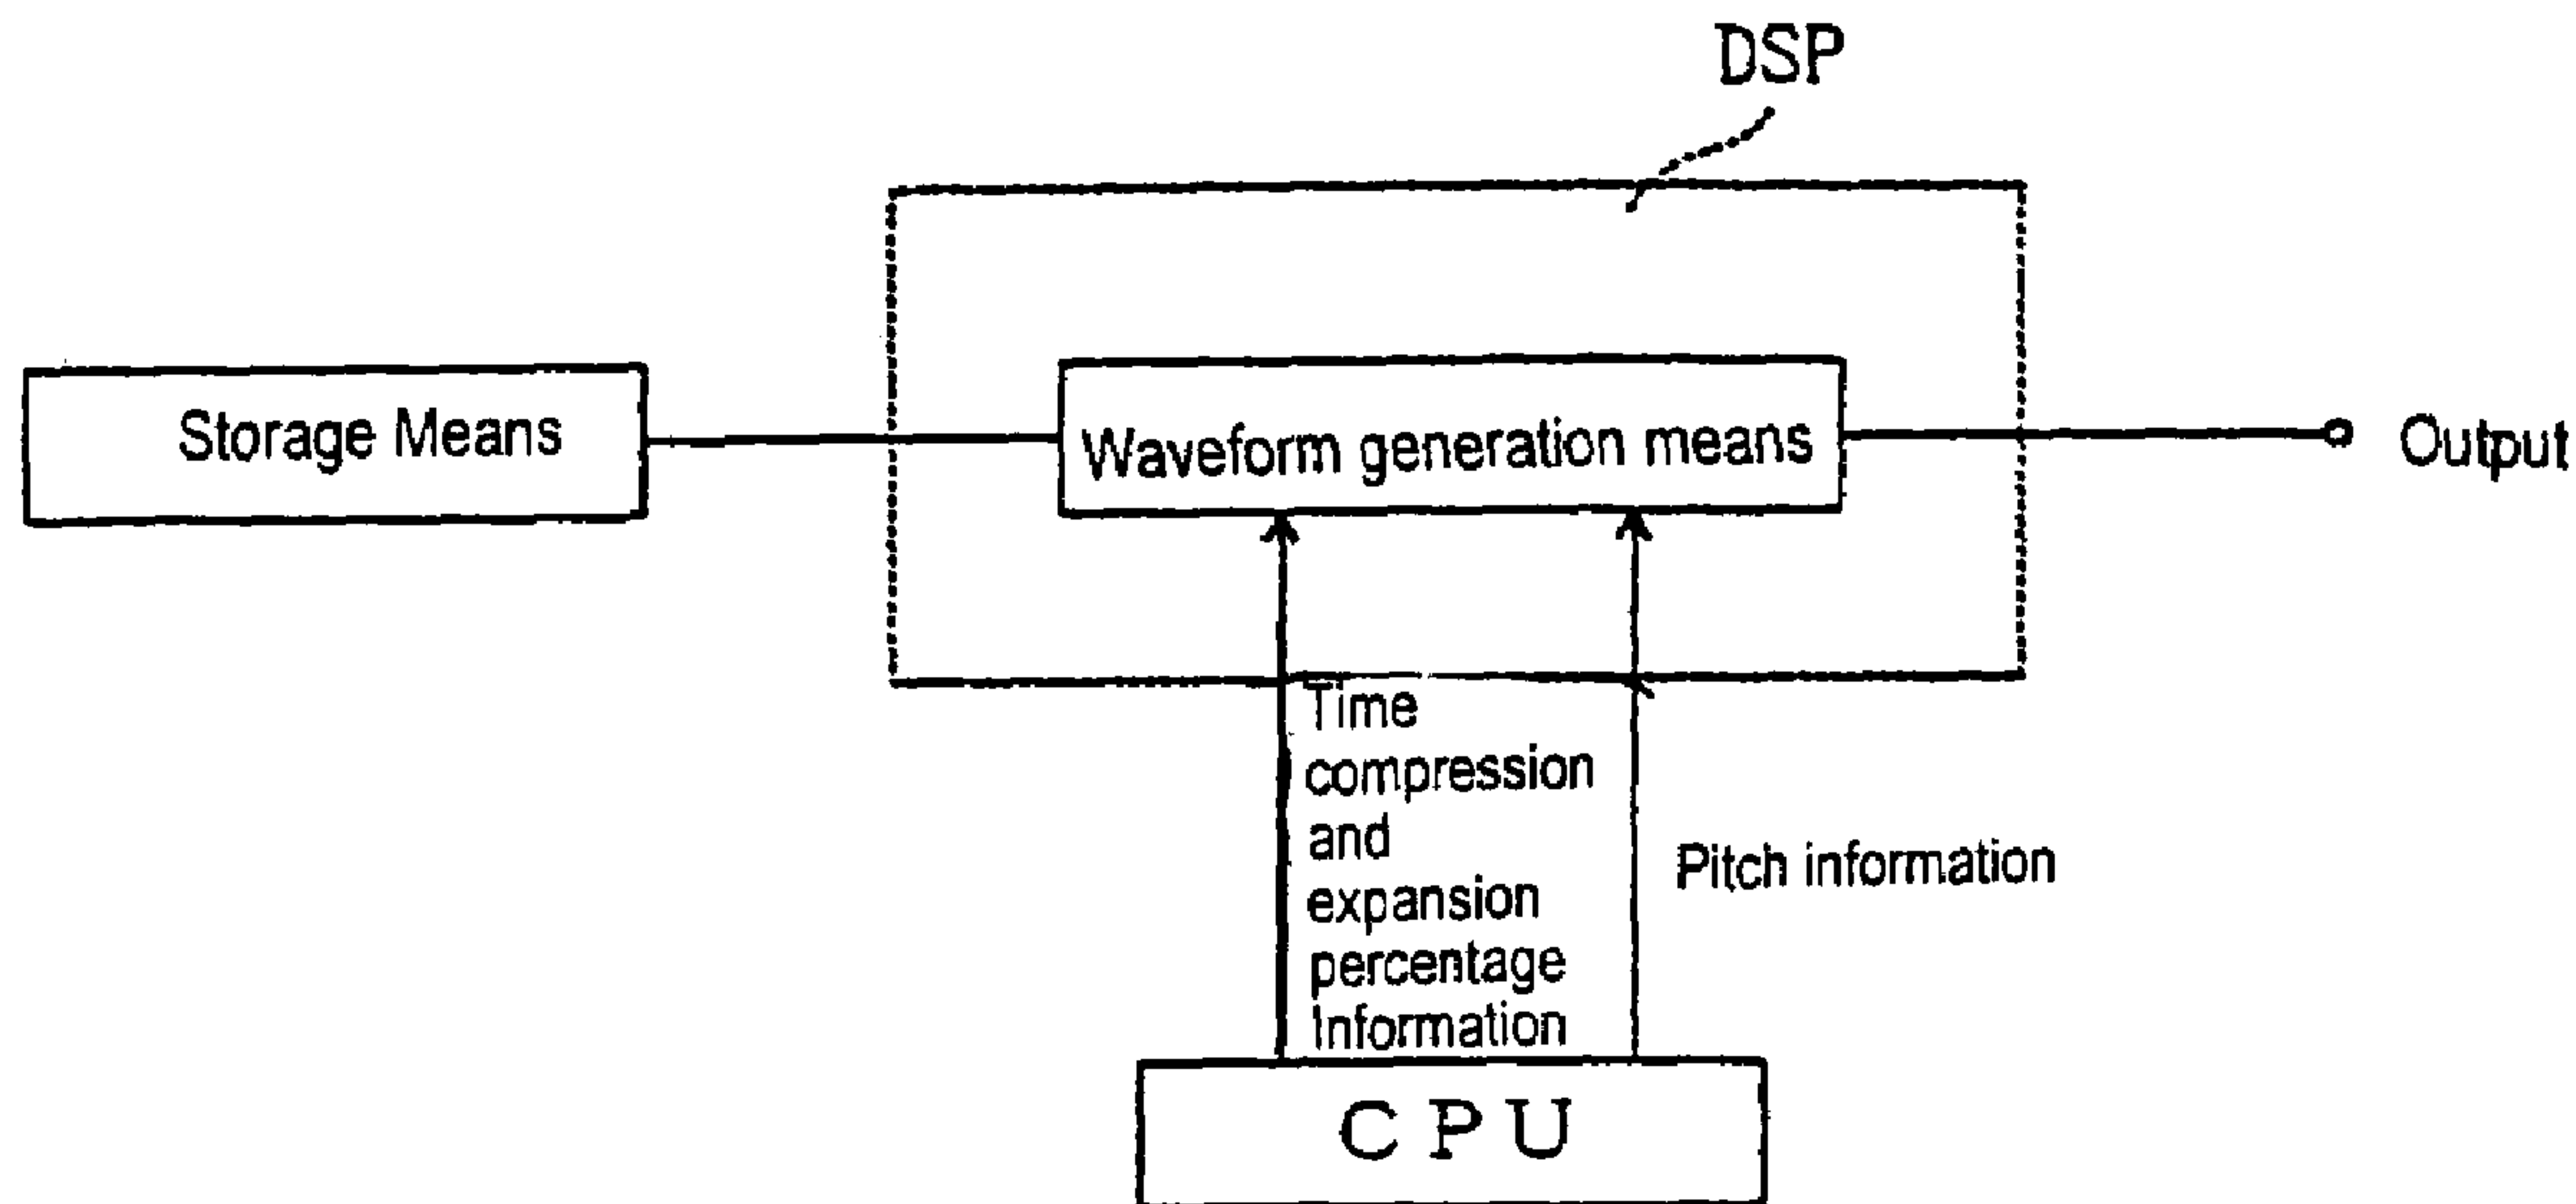 DSP
Storage Means
Waveform generation means
Output
Time
compression
and
expansion
percentage
Information
Pitch information
CPU